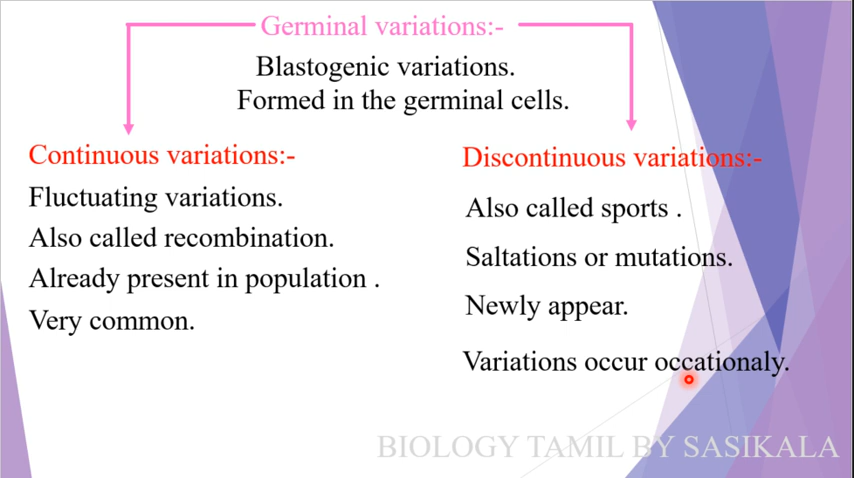 Germinal variations:-
Blastogenic variations.
Formed in the germinal cells.
Continuous variations:-
Fluctuating variations.
Also called recombination.
Already present in population .
Very common.
Discontinuous variations:-
Also called sports .
Saltations or mutations.
Newly appear.
Variations occur occationaly.
BIOLOGY TAMIL BY SASIKALA